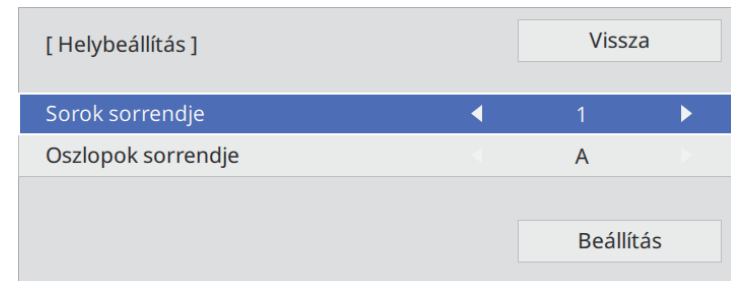 [ Helybeállítás ]
Vissza
Sorok sorrendje 1
Oszlopok sorrendje A
Beállítás